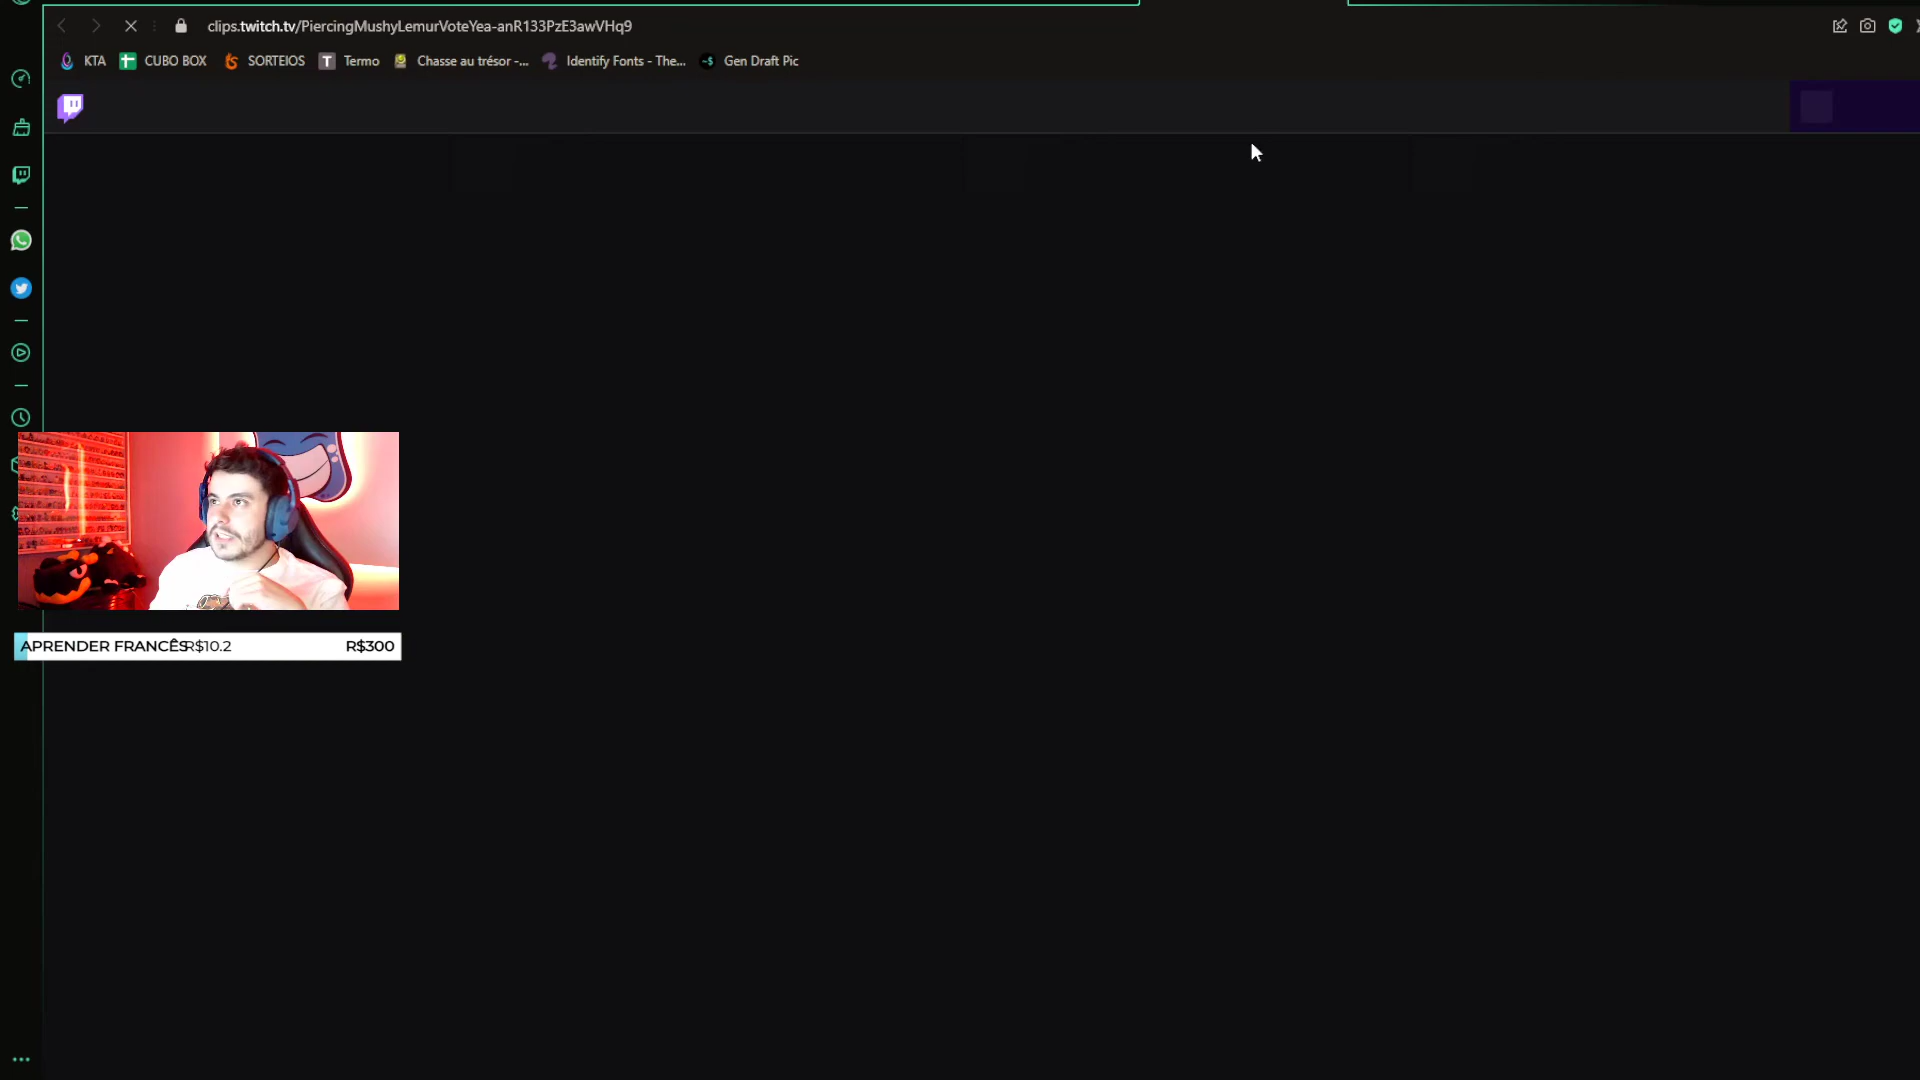 clips.twitch.tv/PiercingMushyLemurVoteYea-anR133PzE3awVHq9
KTA CUBO BOX SORTEIOS T Termo Chasse au trésor -... Identify Fonts - The... ~$ Gen Draft Pic
APRENDER FRANCÊS R$10.2 R$300